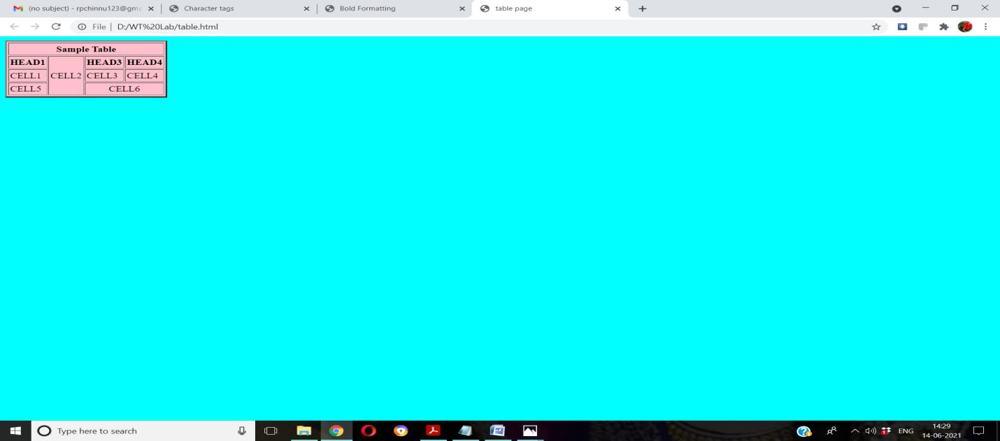 (no subject) - rpchinnu123@gma
Character tags
Bold Formatting
table page
File | D:/WT%20Lab/table.html
Sample Table
HEAD1 HEAD3 HEAD4
CELL1 CELL2 CELL3 CELL4
CELL5 CELL6
Type here to search
ENG
14:29
14-06-2021